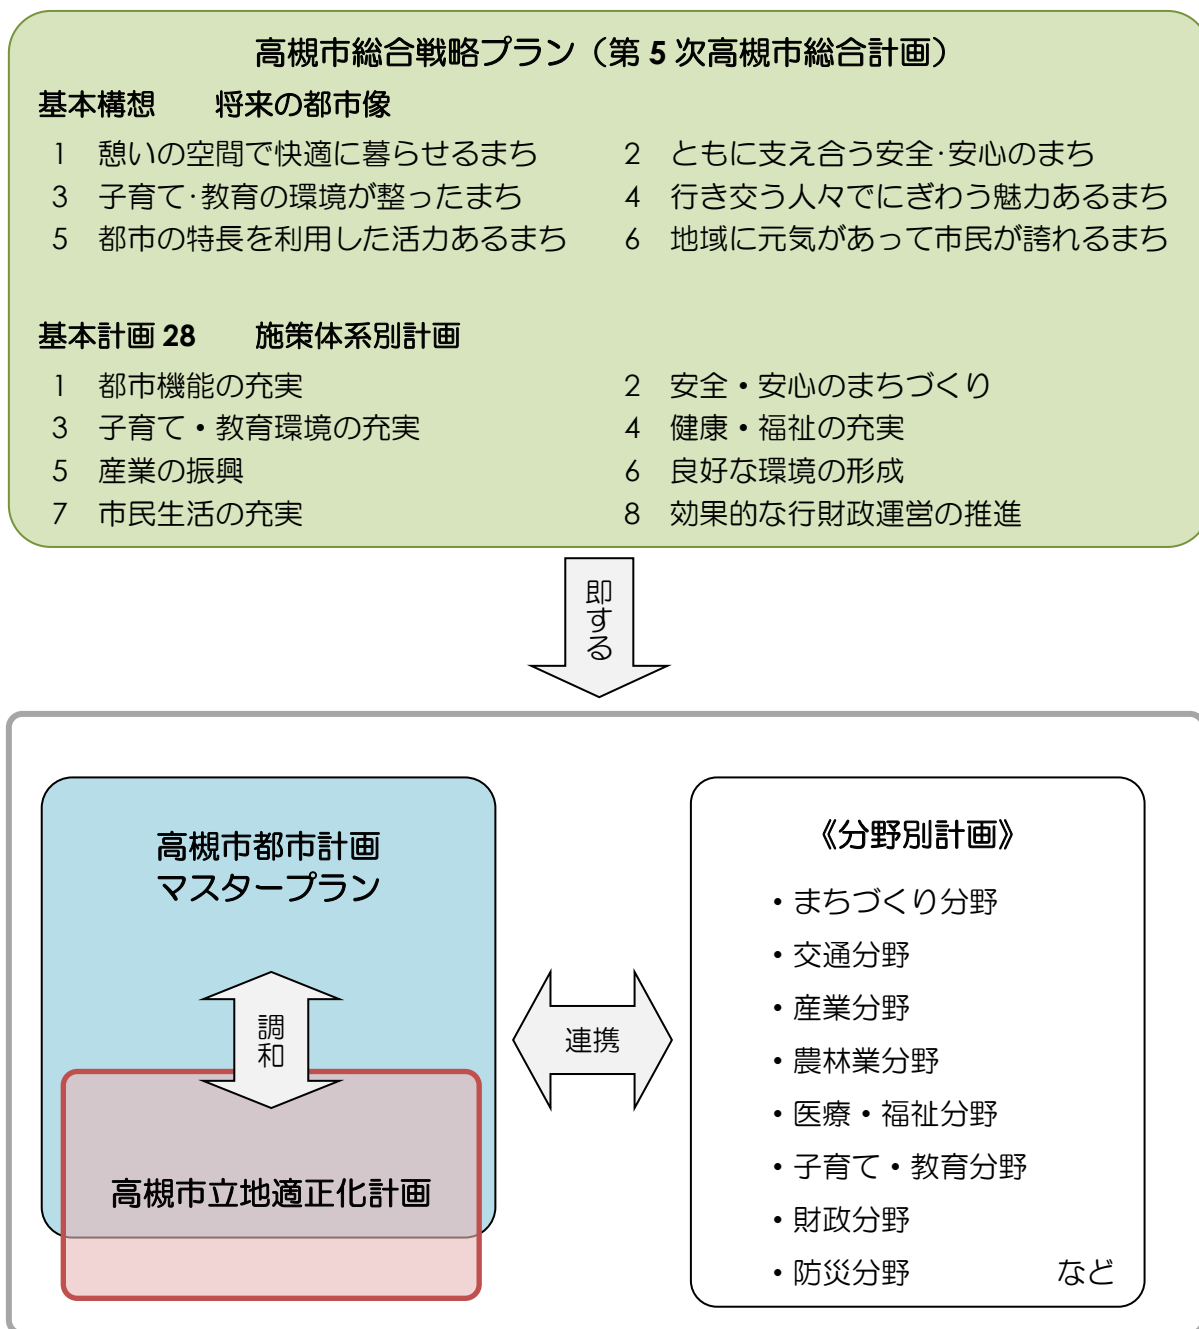 高槻市総合戦略プラン（第 5 次高槻市総合計画）
基本構想　　将来の都市像
1　憩いの空間で快適に暮らせるまち　　2　ともに支え合う安全･安心のまち
3　子育て･教育の環境が整ったまち　　4　行き交う人々でにぎわう魅力あるまち
5　都市の特長を利用した活力あるまち　　6　地域に元気があって市民が誇れるまち
基本計画 28　　施策体系別計画
1　都市機能の充実　　2　安全・安心のまちづくり
3　子育て・教育環境の充実　　4　健康・福祉の充実
5　産業の振興　　6　良好な環境の形成
7　市民生活の充実　　8　効果的な行財政運営の推進
即する
高槻市都市計画
マスタープラン
調和
高槻市立地適正化計画
連携
《分野別計画》
・まちづくり分野
・交通分野
・産業分野
・農林業分野
・医療・福祉分野
・子育て・教育分野
・財政分野
・防災分野　　など